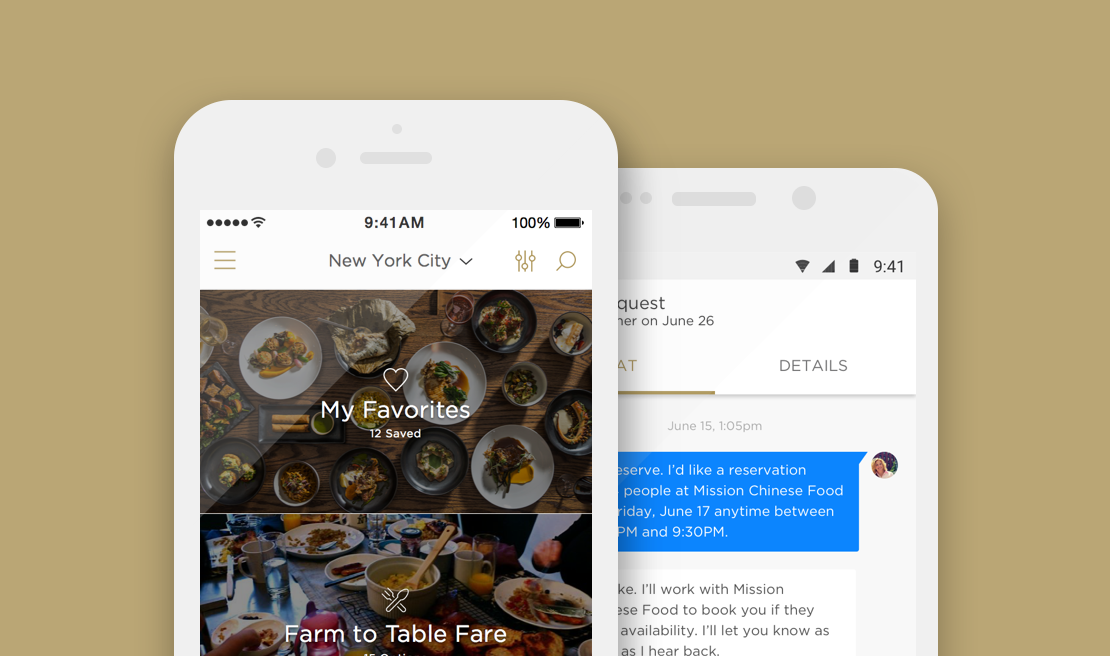 9:41AM
100%
New York City
My Favorites
12 Saved
Farm to Table Fare
9:41
quest
ner on June 26
AT
DETAILS
June 15, 1:05pm
eserve. I’d like a reservation
people at Mission Chinese Food
riday, June 17 anytime between
PM and 9:30PM.
ke. I’ll work with Mission
ese Food to book you if they
availability. I’ll let you know as
as I hear back.